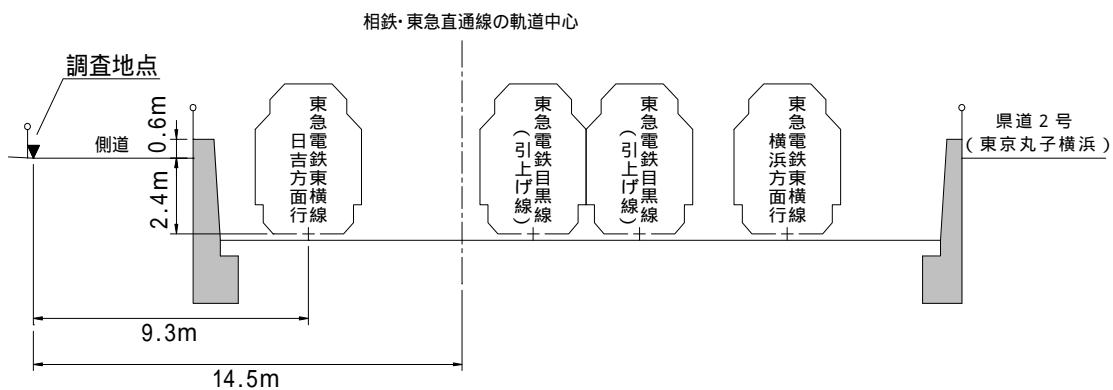 相鉄・東急直通線の軌道中心
調査地点
側道
0.6m
2.4m
東急電鉄東横線
日吉方面行
東急電鉄目黒線
(引上げ線)
東急電鉄目黒線
(引上げ線)
東急電鉄東横線
横浜方面行
県道2号
(東京丸子横浜)
9.3m
14.5m